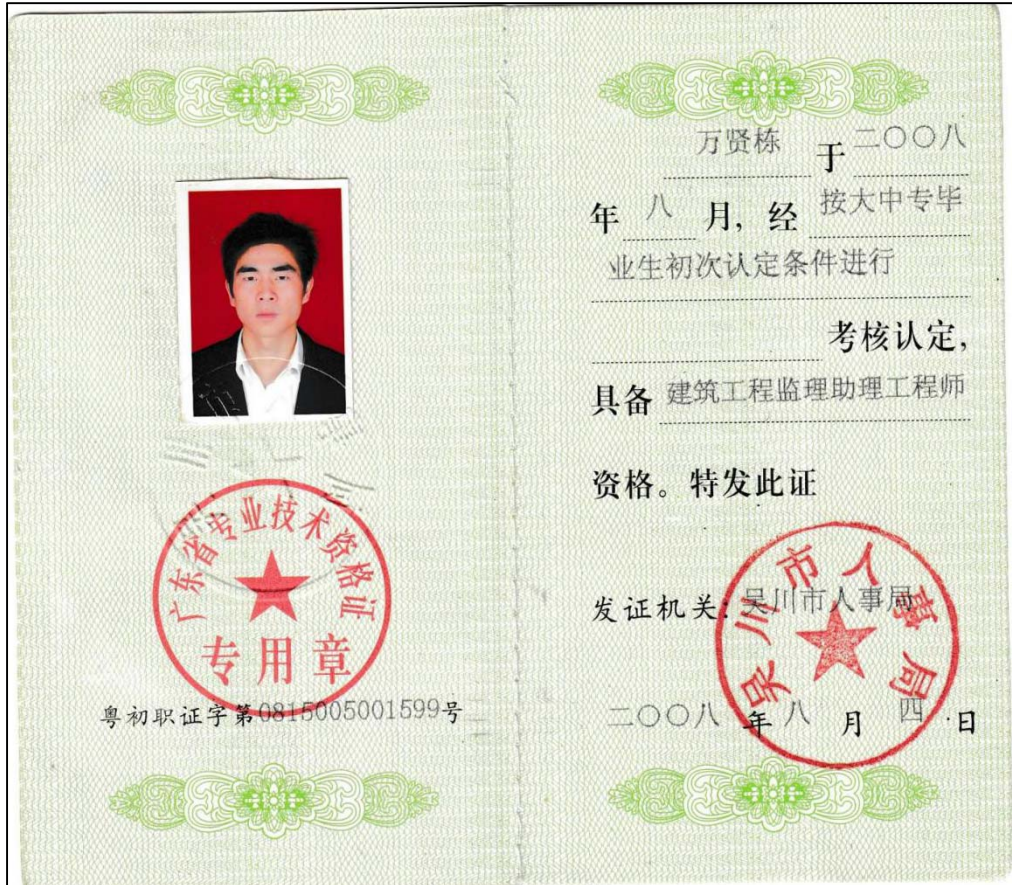 广东省专业技术资格证
专用章
粤初职证字第0815005001599号
万贤栋 于 二〇〇八
年 八 月, 经 按大中专毕
业生初次认定条件进行
考核认定,
具备 建筑工程监理助理工程师
资格。特发此证
发证机关: 吴川市人事局
吴川市人事局
二〇〇八 年 八 月 四 日